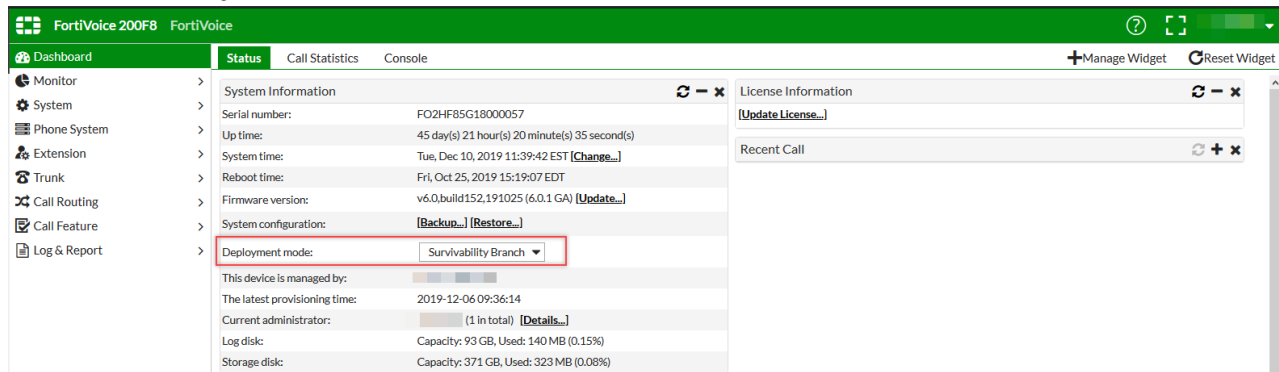 FortiVoice 200F8 FortiVoice
Dashboard
Monitor
System
Phone System
Extension
Trunk
Call Routing
Call Feature
Log & Report
Status Call Statistics Console
Manage Widget Reset Widget
System Information
Serial number: FO2HF85G18000057
Up time: 45 day(s) 21 hour(s) 20 minute(s) 35 second(s)
System time: Tue, Dec 10, 2019 11:39:42 EST [Change...]
Reboot time: Fri, Oct 25, 2019 15:19:07 EDT
Firmware version: v6.0,build152,191025 (6.0.1 GA) [Update...]
System configuration: [Backup...] [Restore...]
Deployment mode: Survivability Branch
This device is managed by:
The latest provisioning time: 2019-12-06 09:36:14
Current administrator: (1 in total) [Details...]
Log disk: Capacity: 93 GB, Used: 140 MB (0.15%)
Storage disk: Capacity: 371 GB, Used: 323 MB (0.08%)
License Information
[Update License...]
Recent Call